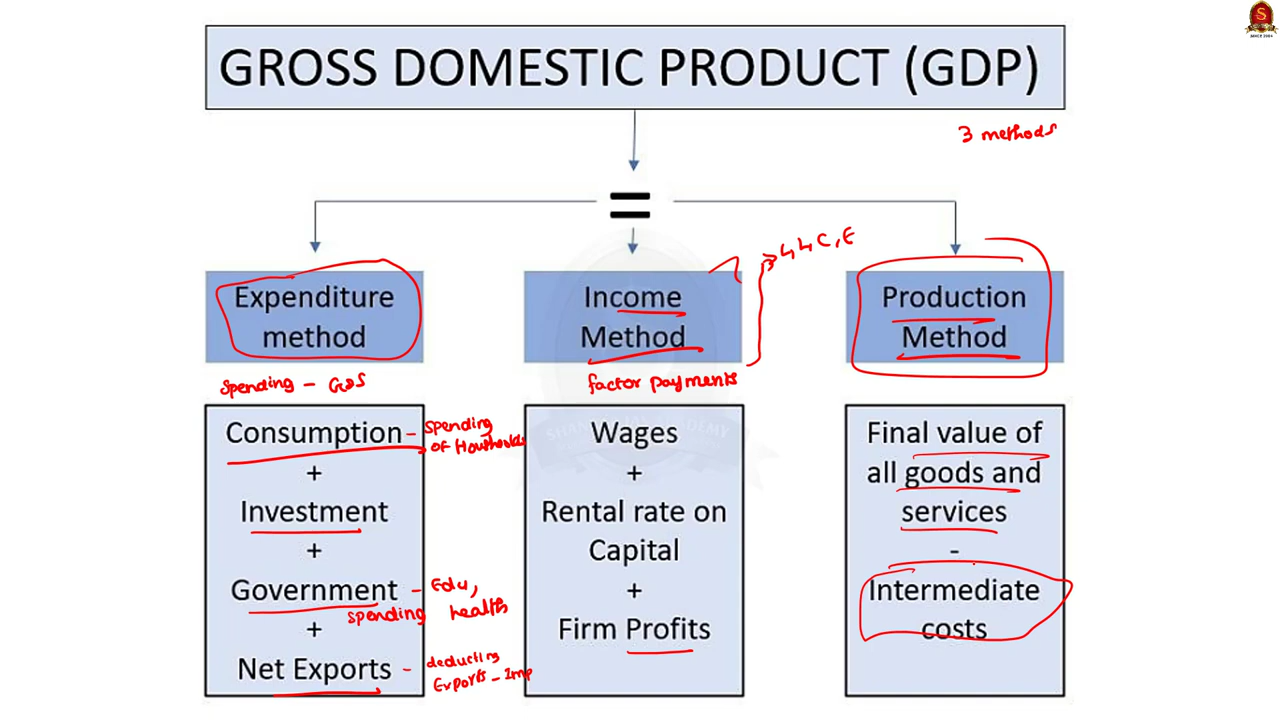 GROSS DOMESTIC PRODUCT (GDP)
3 methods
=
L, L, C, E
Expenditure
method
Income
Method
Production
Method
Spending - G&S
factor payments
Consumption
- Spending
of Households
+
Investment
+
Government
- Edu,
spending health
+
Net Exports
- deducting
Exports - Imp
Wages
+
Rental rate on
Capital
+
Firm Profits
Final value of
all goods and
services
-
Intermediate
costs
S
SINCE 2004